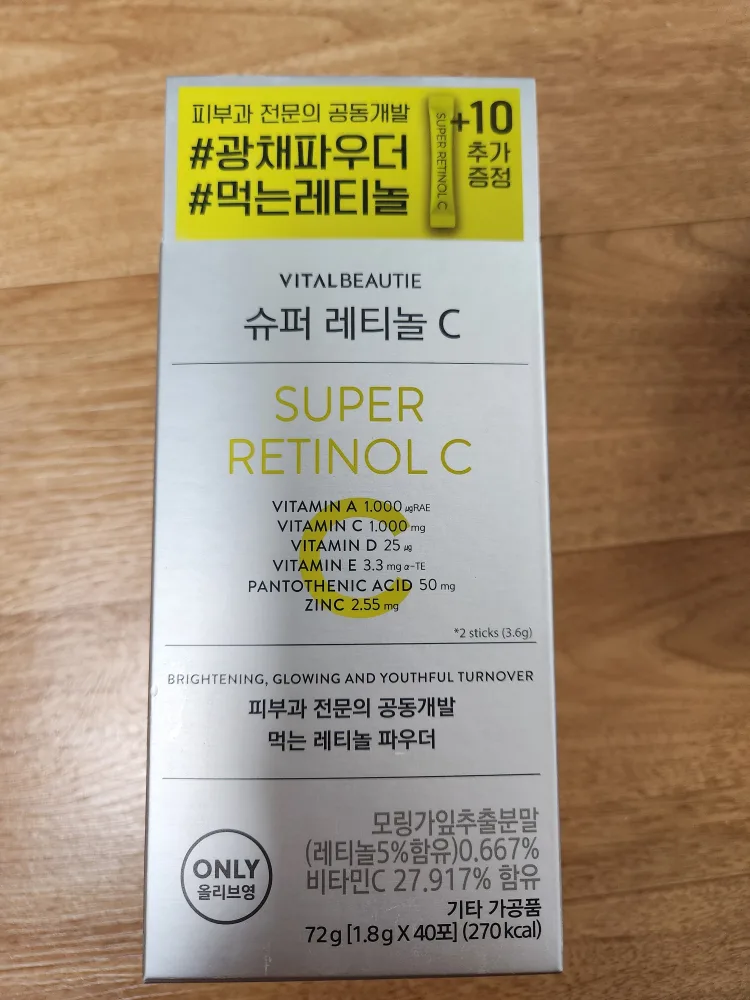 피부과 전문의 공동개발
#광채파우더
#먹는레티놀
SUPER RETINOL C
+10
추가
증정
VITALBEAUTIE
슈퍼 레티놀 C
SUPER
RETINOL C
C
VITAMIN A 1.000 µgRAE
VITAMIN C 1.000 mg
VITAMIN D 25 µg
VITAMIN E 3.3 mg α-TE
PANTOTHENIC ACID 50 mg
ZINC 2.55 mg
*2 sticks (3.6g)
BRIGHTENING, GLOWING AND YOUTHFUL TURNOVER
피부과 전문의 공동개발
먹는 레티놀 파우더
ONLY
올리브영
모링가잎추출분말
(레티놀5%함유)0.667%
비타민C 27.917% 함유
기타 가공품
72g [1.8g X 40포] (270kcal)